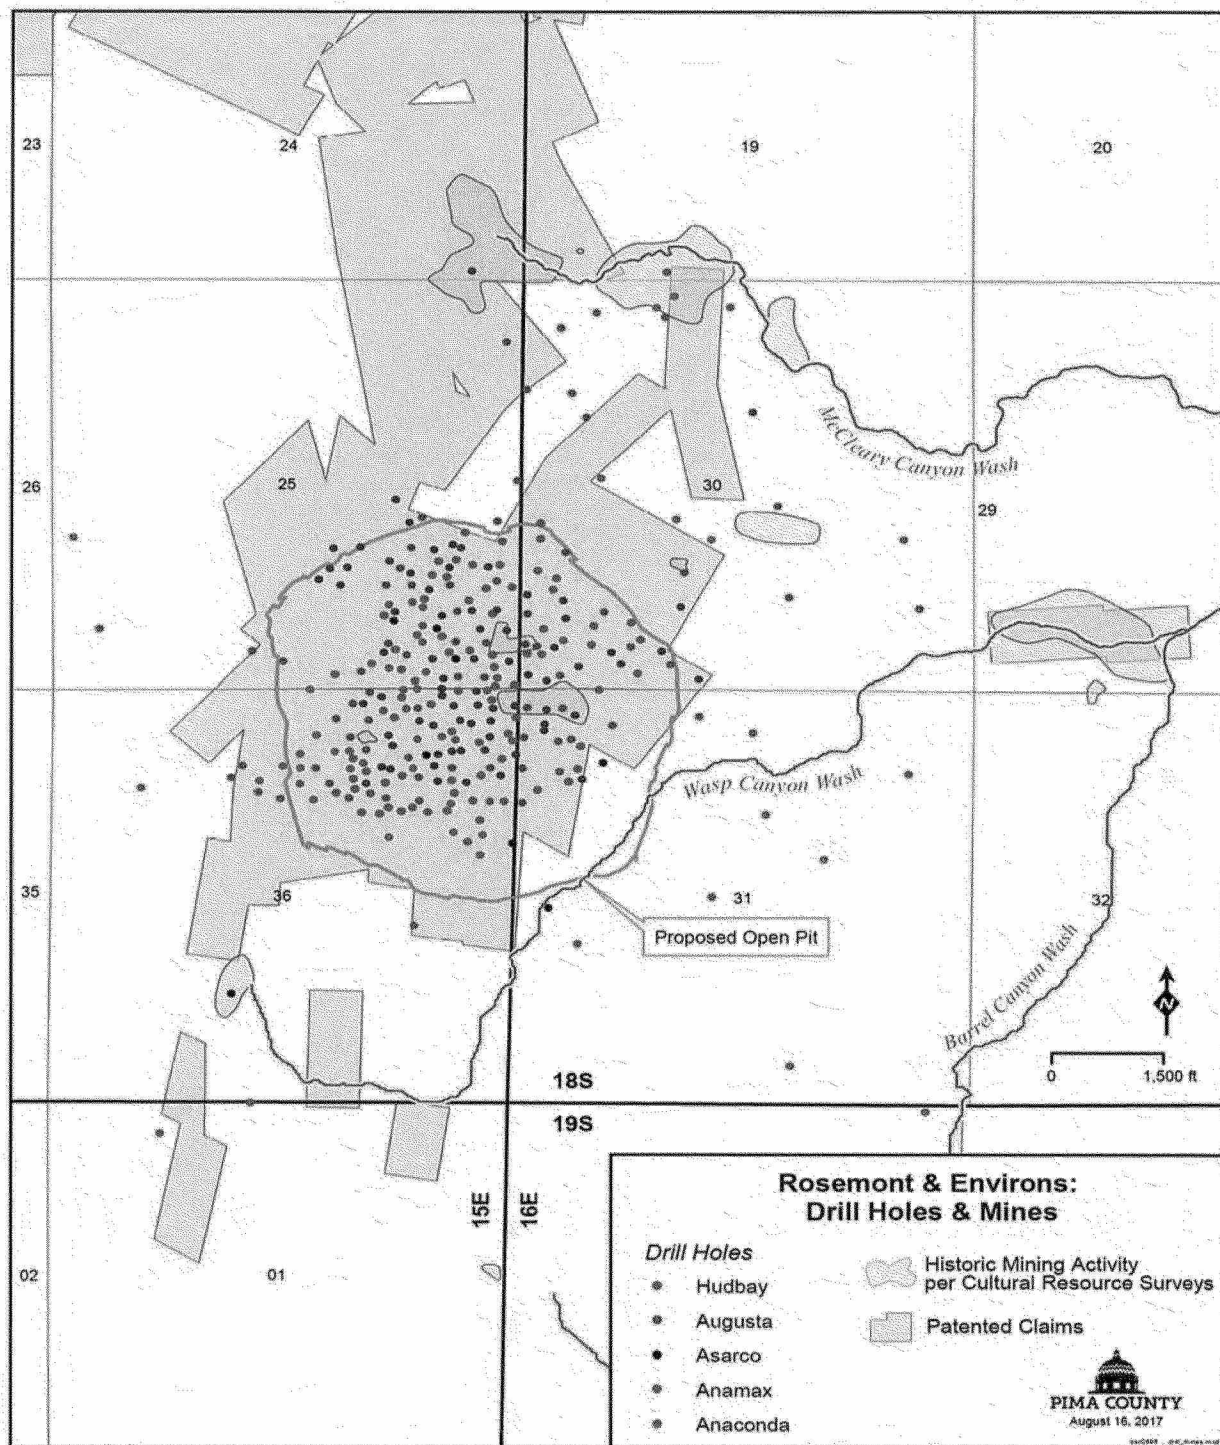 23
24
19
20
26
25
30
McCleary Canyon Wash
29
Wasp Canyon Wash
35
36
31
32
Proposed Open Pit
Barrel Canyon Wash
N
0 1,500 ft
18S
19S
15E
16E
02
01
Rosemont & Environs:
Drill Holes & Mines
Drill Holes
Hudbay
Augusta
Asarco
Anamax
Anaconda
Historic Mining Activity
per Cultural Resource Surveys
Patented Claims
PIMA COUNTY
August 16, 2017